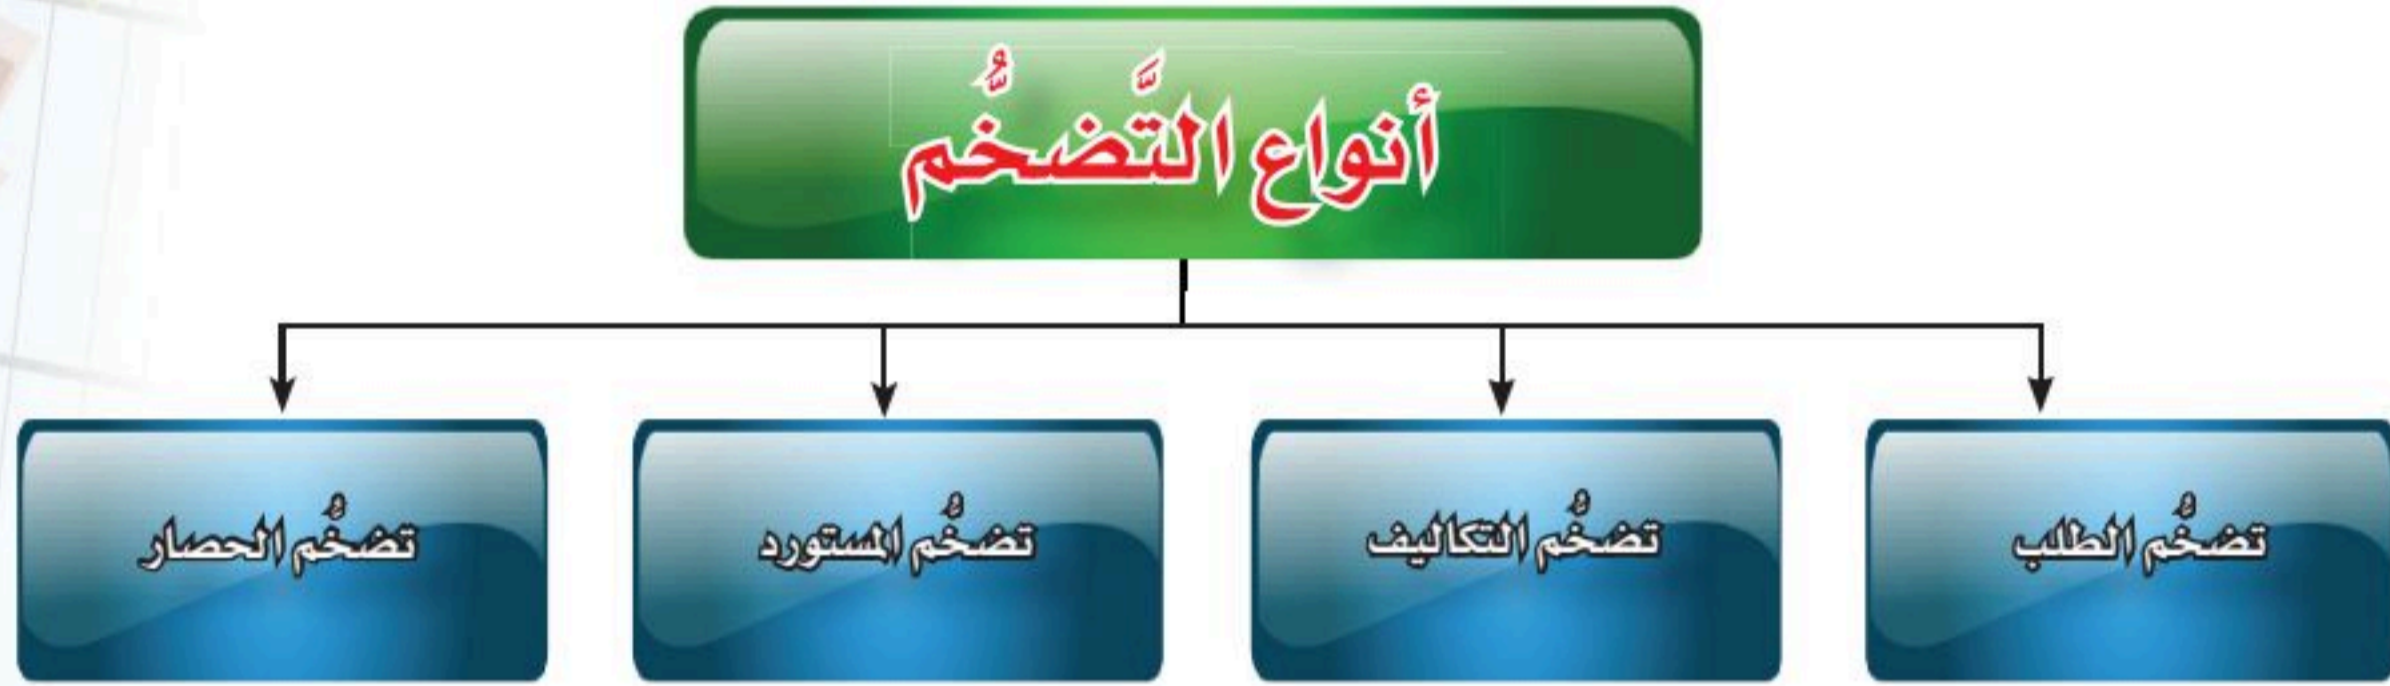 أنواع التَّضخُّم
تضخُّم الطلب
تضخُّم التكاليف
تضخُّم المستورد
تضخُّم الحصار